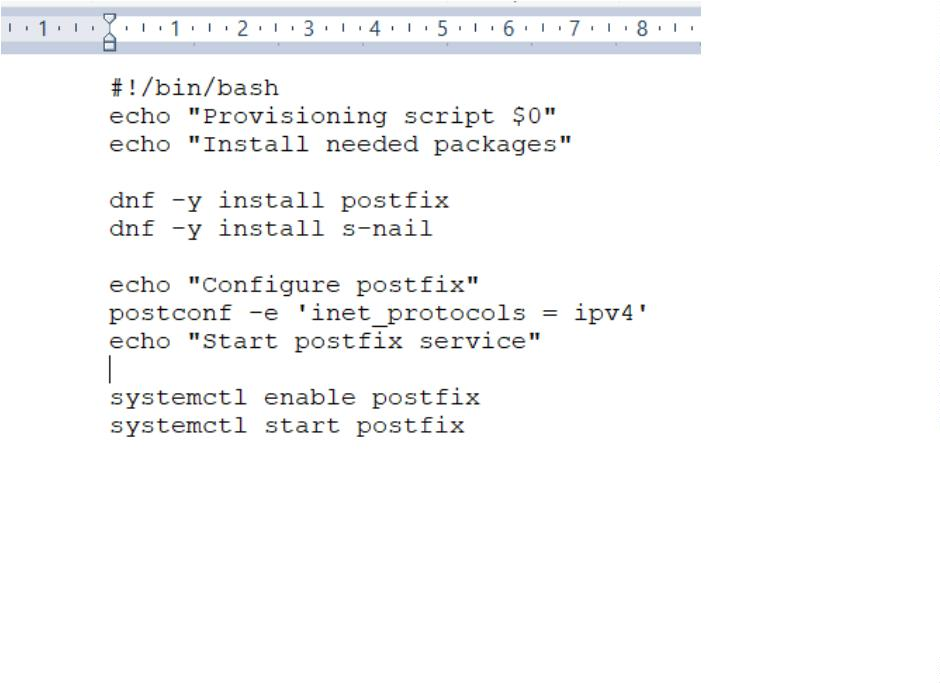 1 1 2 3 4 5 6 7 8
#!/bin/bash
echo "Provisioning script $0"
echo "Install needed packages"
dnf -y install postfix
dnf -y install s-nail
echo "Configure postfix"
postconf -e 'inet_protocols = ipv4'
echo "Start postfix service"
systemctl enable postfix
systemctl start postfix